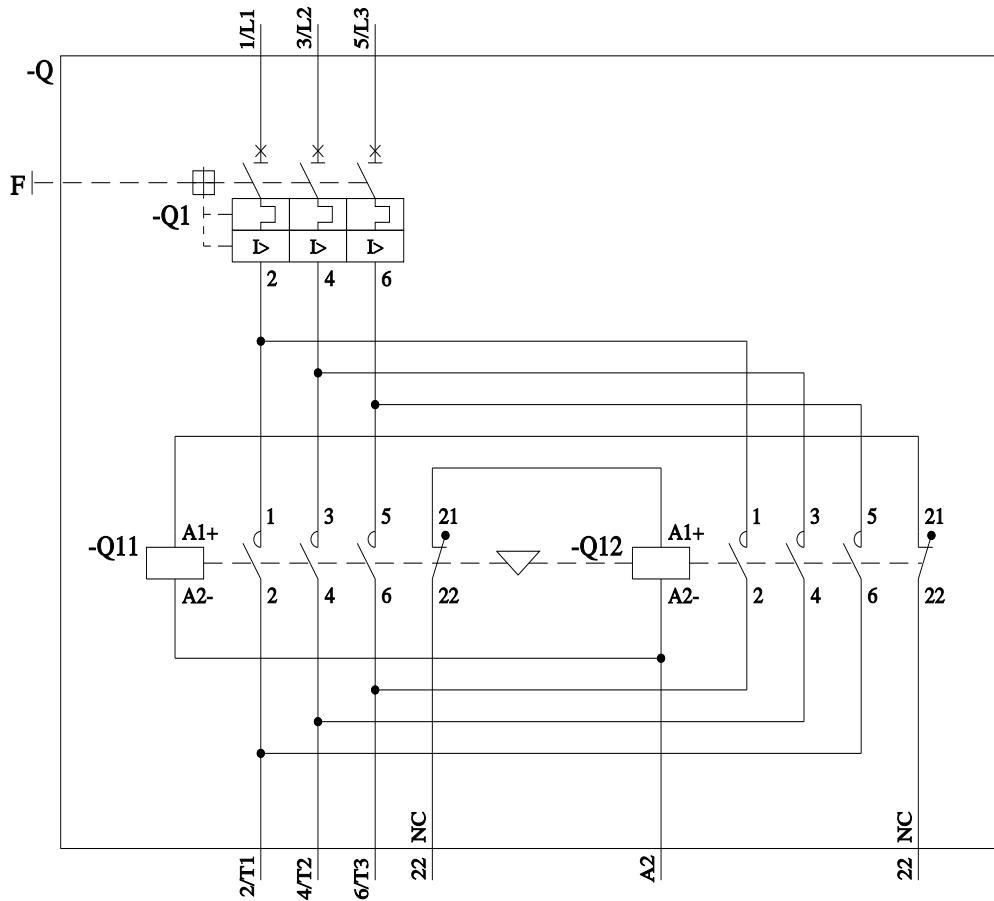 1/L1 3/L2 5/L3
-Q
F
-Q1
I> I> I>
2 4 6
1 3 5 21 1 3 5 21
-Q11 A1+ -Q12 A1+
A2- 2 4 6 22 A2- 2 4 6 22
NC NC
2/T1 4/T2 6/T3 22 A2 22